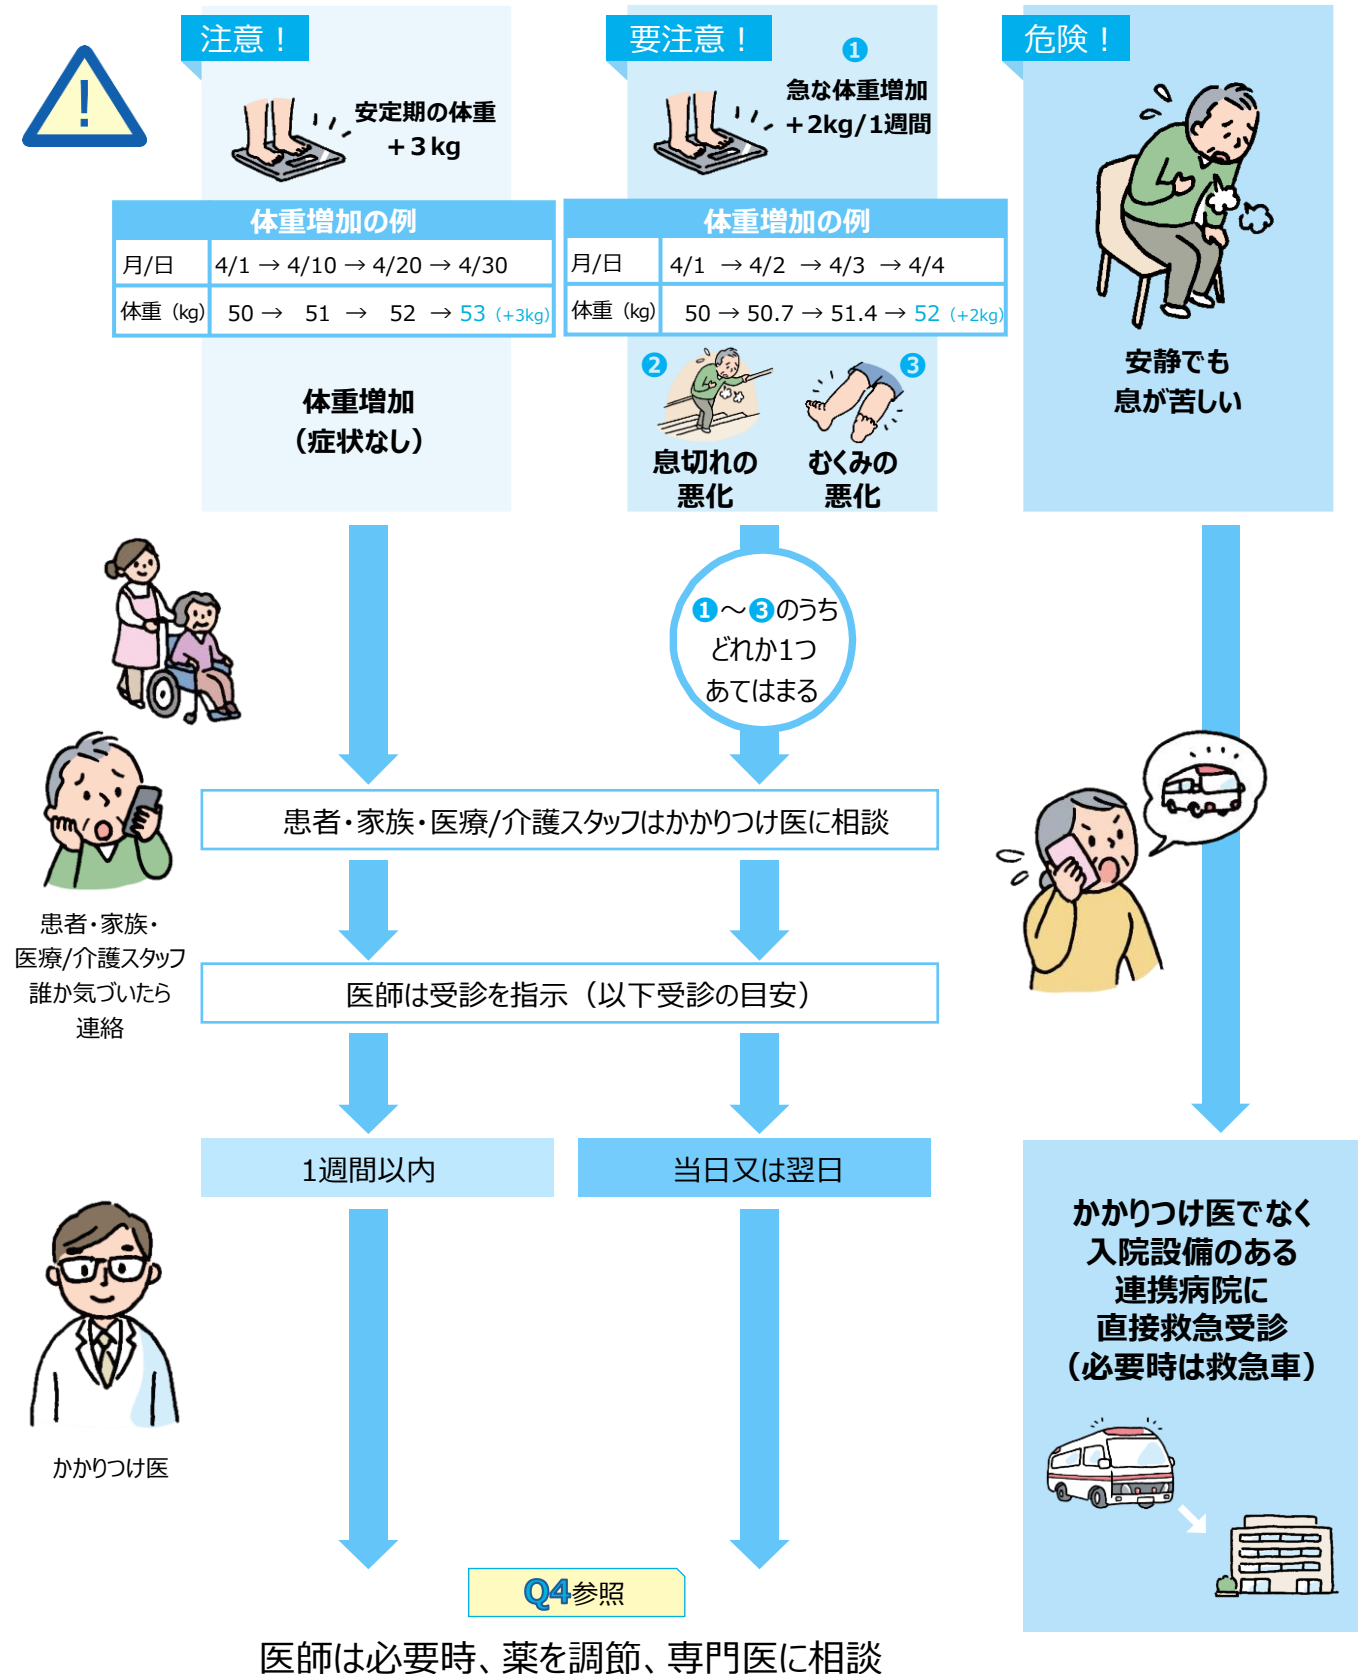 注意！
安定期の体重
＋３kg
体重増加の例
月/日 4/1 → 4/10 → 4/20 → 4/30
体重（kg） 50 → 51 → 52 → 53（+3kg）
体重増加
（症状なし）
要注意！
❶
急な体重増加
＋2kg/1週間
体重増加の例
月/日 4/1 → 4/2 → 4/3 → 4/4
体重（kg） 50 → 50.7 → 51.4 → 52（+2kg）
❷ ❸
息切れの むくみの
悪化 悪化
危険！
安静でも
息が苦しい
❶～❸のうち
どれか1つ
あてはまる
患者・家族・医療/介護スタッフはかかりつけ医に相談
患者・家族・
医療/介護スタッフ
誰か気づいたら
連絡
医師は受診を指示（以下受診の目安）
1週間以内
当日又は翌日
かかりつけ医でなく
入院設備のある
連携病院に
直接救急受診
（必要時は救急車）
かかりつけ医
Q4参照
医師は必要時、薬を調節、専門医に相談